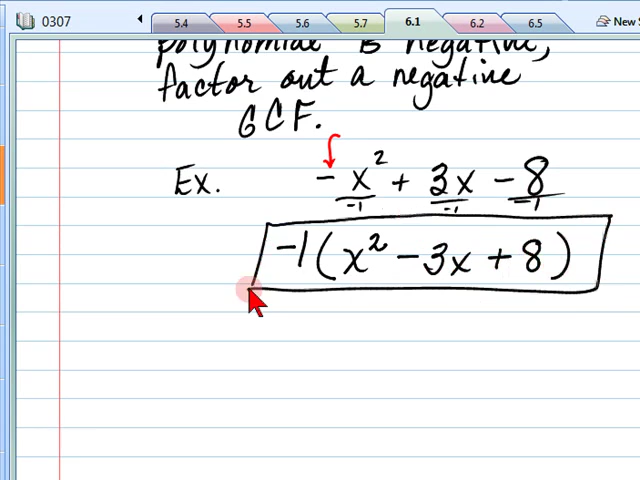 0307 5.4 5.5 5.6 5.7 6.1 6.2 6.5 New S
polynomial is negative,
factor out a negative
GCF.
Ex. -x² + 3x - 8
-1 -1 -1
-1(x² - 3x + 8)